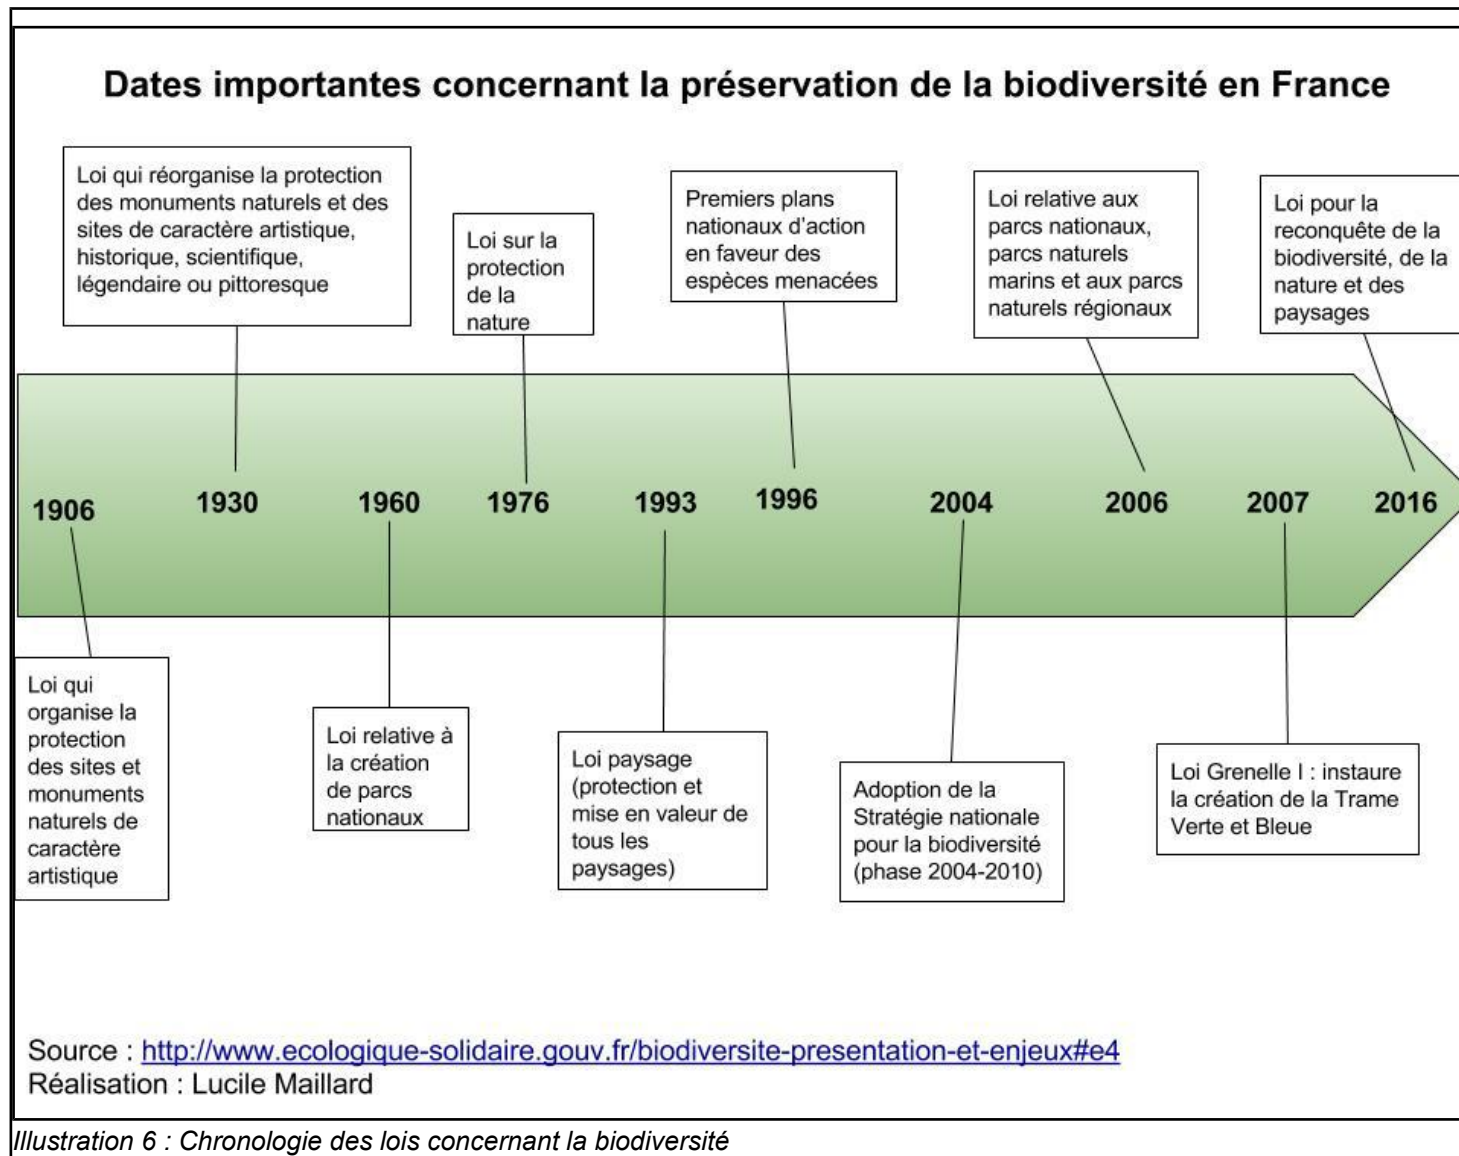 Dates importantes concernant la préservation de la biodiversité en France
Loi qui réorganise la protection
des monuments naturels et des
sites de caractère artistique,
historique, scientifique,
légendaire ou pittoresque
Loi sur la
protection
de la
nature
Premiers plans
nationaux d'action
en faveur des
espèces menacées
Loi relative aux
parcs nationaux,
parcs naturels
marins et aux parcs
naturels régionaux
Loi pour la
reconquête de la
biodiversité, de la
nature et des
paysages
1906
1930
1960
1976
1993
1996
2004
2006
2007
2016
Loi qui
organise la
protection
des sites et
monuments
naturels de
caractère
artistique
Loi relative à
la création
de parcs
nationaux
Loi paysage
(protection et
mise en valeur de
tous les
paysages)
Adoption de la
Stratégie nationale
pour la biodiversité
(phase 2004-2010)
Loi Grenelle I : instaure
la création de la Trame
Verte et Bleue
Source : http://www.ecologique-solidaire.gouv.fr/biodiversite-presentation-et-enjeux#e4
Réalisation : Lucile Maillard
Illustration 6 : Chronologie des lois concernant la biodiversité